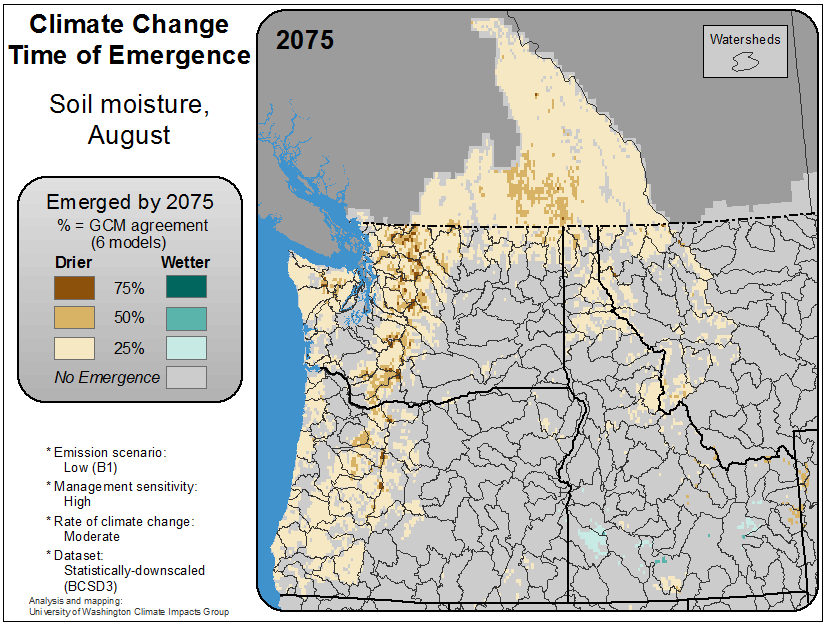 Climate Change
Time of Emergence
Soil moisture,
August
2075
Watersheds
Emerged by 2075
% = GCM agreement
(6 models)
Drier Wetter
75%
50%
25%
No Emergence
* Emission scenario:
Low (B1)
* Management sensitivity:
High
* Rate of climate change:
Moderate
* Dataset:
Statistically-downscaled
(BCSD3)
Analysis and mapping:
University of Washington Climate Impacts Group